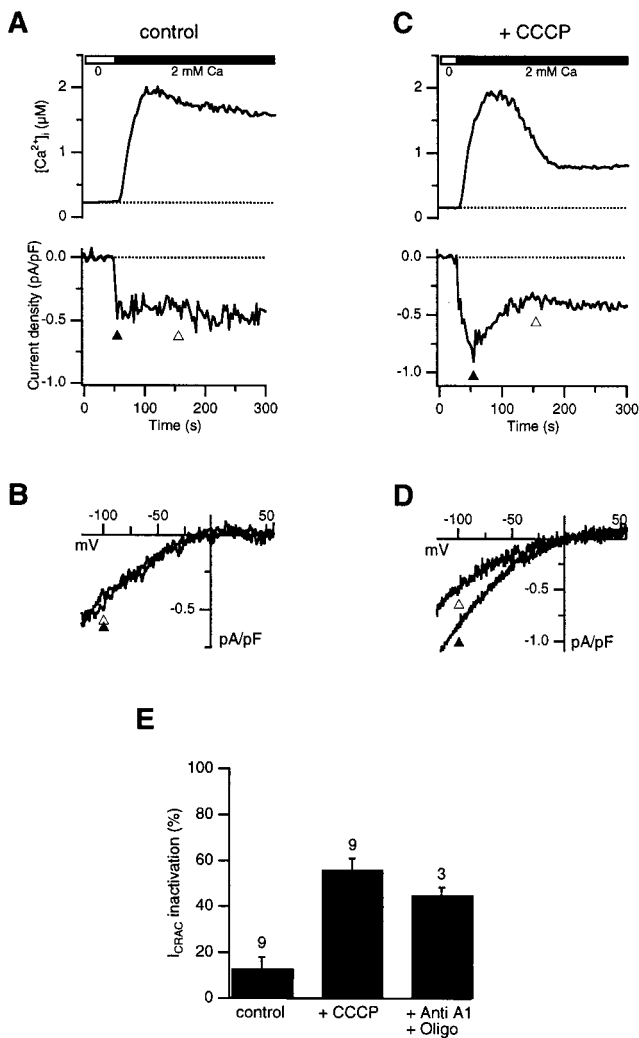 A
control
0
2 mM Ca
2
1
0
[Ca²⁺]ᵢ (µM)
0.0
-0.5
-1.0
Current density (pA/pF)
0
100
200
300
Time (s)
C
+ CCCP
0
2 mM Ca
2
1
0
0.0
-0.5
-1.0
0
100
200
300
Time (s)
B
-100
-50
50
mV
-0.5
pA/pF
D
-100
-50
50
mV
-0.5
-1.0
pA/pF
E
100
80
60
40
20
0
I_CRAC inactivation (%)
9
9
3
control
+ CCCP
+ Anti A1
+ Oligo